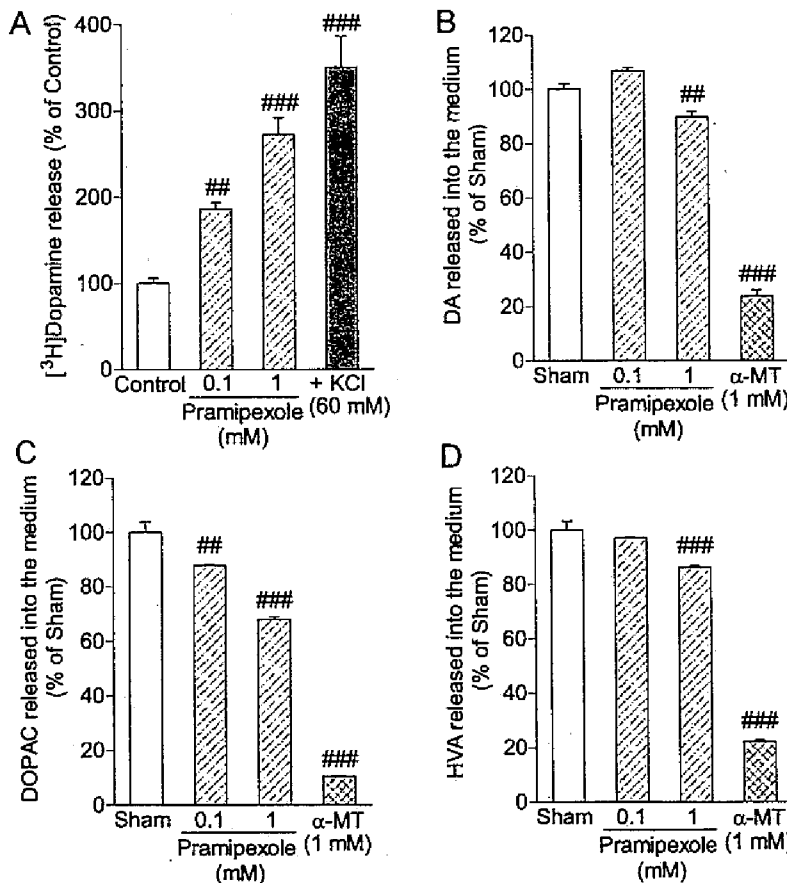 A
[³H]Dopamine release (% of Control)
400
300
200
100
0
##
###
###
Control
0.1
1
+ KCl
(60 mM)
Pramipexole
(mM)
B
DA released into the medium
(% of Sham)
120
100
80
60
40
20
0
##
###
Sham
0.1
1
α-MT
(1 mM)
Pramipexole
(mM)
C
DOPAC released into the medium
(% of Sham)
120
100
80
60
40
20
0
##
###
###
Sham
0.1
1
α-MT
(1 mM)
Pramipexole
(mM)
D
HVA released into the medium
(% of Sham)
120
100
80
60
40
20
0
###
###
Sham
0.1
1
α-MT
(1 mM)
Pramipexole
(mM)